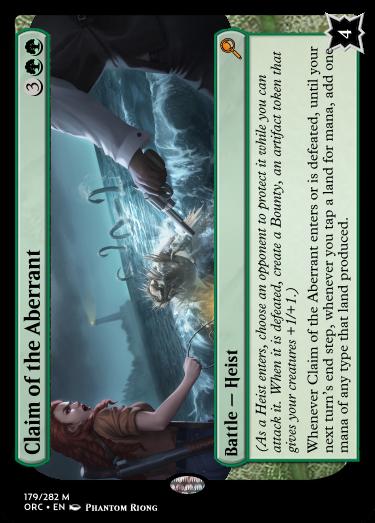 Claim of the Aberrant
3
Battle — Heist
(As a Heist enters, choose an opponent to protect it while you can
attack it. When it is defeated, create a Bounty, an artifact token that
gives your creatures +1/+1.)
Whenever Claim of the Aberrant enters or is defeated, until your
next turn's end step, whenever you tap a land for mana, add one
mana of any type that land produced.
4
179/282 M
ORC • EN Phantom Riong